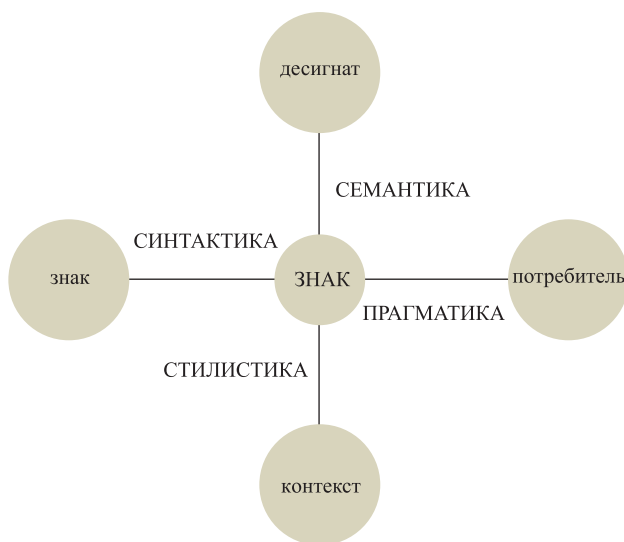 десигнат
СЕМАНТИКА
СИНТАКТИКА
знак
ЗНАК
потребитель
ПРАГМАТИКА
СТИЛИСТИКА
контекст